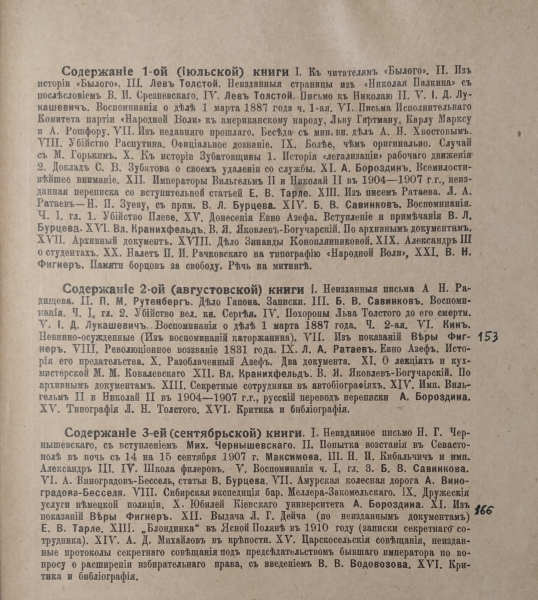 Содержаніе 1-ой (іюльской) книги I. Къ читателямъ „Былого". II. Изъ
исторіи „Былого". III. Левъ Толстой. Неизданныя страницы изъ „Николая Палкина" съ
послѣсловіемъ В. И. Срезневскаго. IV. Левъ Толстой. Письмо къ Николаю II. V. І. Д. Лу-
кашевичъ. Воспоминанія о дѣлѣ 1 марта 1887 года ч. 1-ая. VI. Письма Исполнительнаго
Комитета партіи „Народной Воли" къ американскому народу, Льву Гартману, Карлу Марксу
и А. Рошфору. VII. Изъ недавняго прошлаго. Бесѣда съ мин. вн. дѣлъ А. Н. Хвостовымъ.
VIII. Убійство Распутина. Офиціальное дознаніе. IX. Болѣе, чѣмъ оригинально. Случай
съ М. Горькимъ. X. Къ исторіи Зубатовщины 1. Исторія „легализаціи" рабочаго движенія
2. Докладъ С. В. Зубатова о своемъ удаленіи со службы. XI. А. Бороздинъ. Всемилости-
вѣйшее вниманіе. XII. Императоры Вильгельмъ II и Николай II въ 1904—1907 г.г., неиз-
данная переписка со вступительной статьей Е. В. Тарле. XIII. Изъ писемъ Ратаева. Л. А.
Ратаевъ—Н. П. Зуеву, съ прим. В. Л. Бурцева. XIV. Б. В. Савинковъ. Воспоминанія.
Ч. I. гл. 1. Убійство Плеве. XV. Донесенія Евно Азефа. Вступленіе и примѣчанія В. Л.
Бурцева. XVI. Вл. Кранихфельдъ. В. Я. Яковлевъ-Богучарскій. По архивнымъ документамъ.
XVII. Архивный документъ. XVIII. Дѣло Зинаиды Коноплянниковой. XIX. Александръ III
о студентахъ. XX. Налетъ П. И. Рачковскаго на типографію «Народной Воли», XXI. В. Н.
Фигнеръ. Памяти борцовъ за свободу. Рѣчь на митингѣ.
Содержаніе 2-ой (августовской) книги I. Неизданныя письма А. Н. Ра-
дищева. II. П. М. Рутенбергъ. Дѣло Гапона. Записки. III. Б. В. Савинковъ. Воспоми-
нанія. Ч. I, гл. 2. Убійство вел. кн. Сергѣя. IV. Похороны Льва Толстого до его смерти.
V. І. Д. Лукашевичъ. Воспоминанія о дѣлѣ 1 марта 1887 года. Ч. 2-ая. VI. Кинъ.
Невинно-осужденные (Изъ воспоминаній каторжанина). VII. Изъ показаній Вѣры Фиг-
неръ. VIII. Революціонное воззваніе 1831 года. IX. Л. А. Ратаевъ. Евно Азефъ. Исто-
рія его предательства. X. Разоблаченный Азефъ. Два документа. XI. О лекціяхъ и кух-
мистерской М. М. Ковалевскаго XII. Вл. Кранихфельдъ. В. Я. Яковлевъ-Богучарскій. По
архивнымъ документамъ. XIII. Секретные сотрудники въ автобіографіяхъ. XIV. Имп. Виль-
гельмъ II и Николай II въ 1904—1907 г.г., русскій переводъ переписки А. Бороздина.
XV. Типографія Л. Н. Толстого. XVI. Критика и библіографія.
153
Содержаніе 3-ей (сентябрьской) книги. I. Неизданное письмо Н. Г. Чер-
нышевскаго, съ вступленіемъ Мих. Чернышевскаго. II. Попытка возстанія въ Севасто-
полѣ въ ночь съ 14 на 15 сентября 1907 г. Максимова. III. Н. И. Кибальчичъ и имп.
Александръ III. IV. Школа филеровъ. V. Воспоминанія ч. I, гл. 3. Б. В. Савинкова.
VI. А. Виноградовъ-Бессель, статья В. Бурцева. VII. Амурская колесная дорога А. Вино-
градова-Бесселя. VIII. Сибирская экспедиція бар. Меллера-Закомельскаго. IX. Дружескія
услуги нѣмецкой полиціи. X. Юбилей Кіевскаго университета А. Бороздина. XI. Изъ
показаній Вѣры Фигнеръ. XII. Выдача Л. Г. Дейча (по неизданнымъ документамъ)
Е. В. Тарле. XIII. „Блондинка" въ Ясной Полянѣ въ 1910 году (записки секретнаго со-
трудника). XIV. А. Д. Михайловъ въ крѣпости. XV. Царскосельскія совѣщанія, неиздан-
ные протоколы секретнаго совѣщанія подъ предсѣдательствомъ бывшаго императора по во-
просу о расширеніи избирательнаго права, съ введеніемъ В. В. Водовозова. XVI. Кри-
тика и библіографія.
166